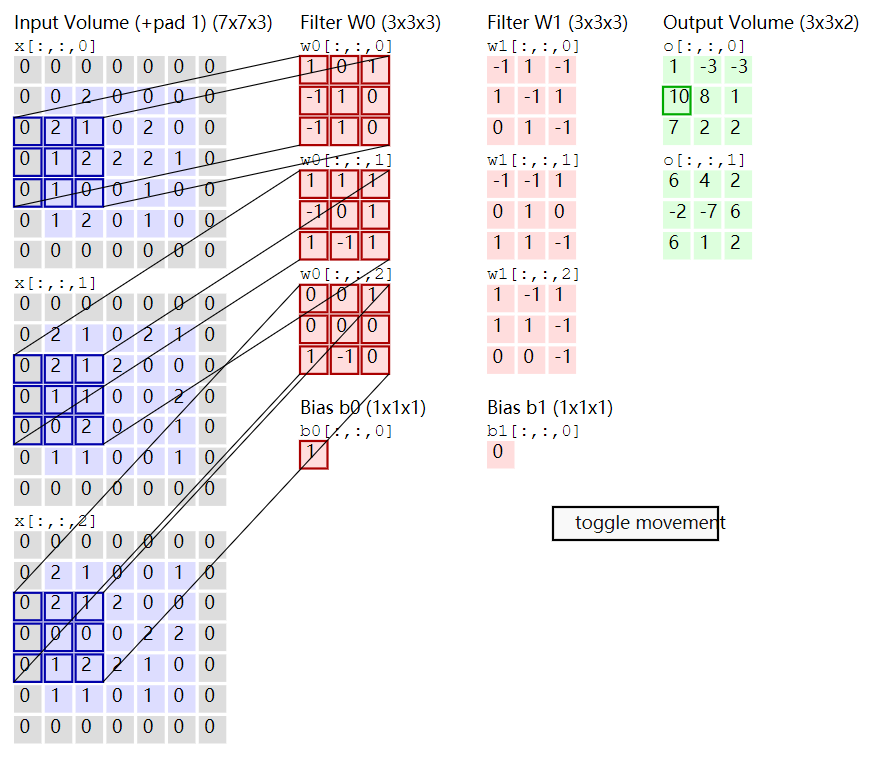 Input Volume (+pad 1) (7x7x3)
x[:,:,0]
0 0 0 0 0 0 0
0 0 2 0 0 0 0
0 2 1 0 2 0 0
0 1 2 2 2 1 0
0 1 0 0 1 0 0
0 1 2 0 1 0 0
0 0 0 0 0 0 0
x[:,:,1]
0 0 0 0 0 0 0
0 2 1 0 2 1 0
0 2 1 2 0 0 0
0 1 1 0 0 2 0
0 0 2 0 0 1 0
0 1 1 0 0 1 0
0 0 0 0 0 0 0
x[:,:,2]
0 0 0 0 0 0 0
0 2 1 0 0 1 0
0 2 1 2 0 0 0
0 0 0 0 2 2 0
0 1 2 2 1 0 0
0 1 1 0 1 0 0
0 0 0 0 0 0 0
Filter W0 (3x3x3)
w0[:,:,0]
1 0 1
-1 1 0
-1 1 0
w0[:,:,1]
1 1 1
-1 0 1
1 -1 1
w0[:,:,2]
0 0 1
0 0 0
1 -1 0
Bias b0 (1x1x1)
b0[:,:,0]
1
Filter W1 (3x3x3)
w1[:,:,0]
-1 1 -1
1 -1 1
0 1 -1
w1[:,:,1]
-1 -1 1
0 1 0
1 1 -1
w1[:,:,2]
1 -1 1
1 1 -1
0 0 -1
Bias b1 (1x1x1)
b1[:,:,0]
0
Output Volume (3x3x2)
o[:,:,0]
1 -3 -3
10 8 1
7 2 2
o[:,:,1]
6 4 2
-2 -7 6
6 1 2
toggle movement